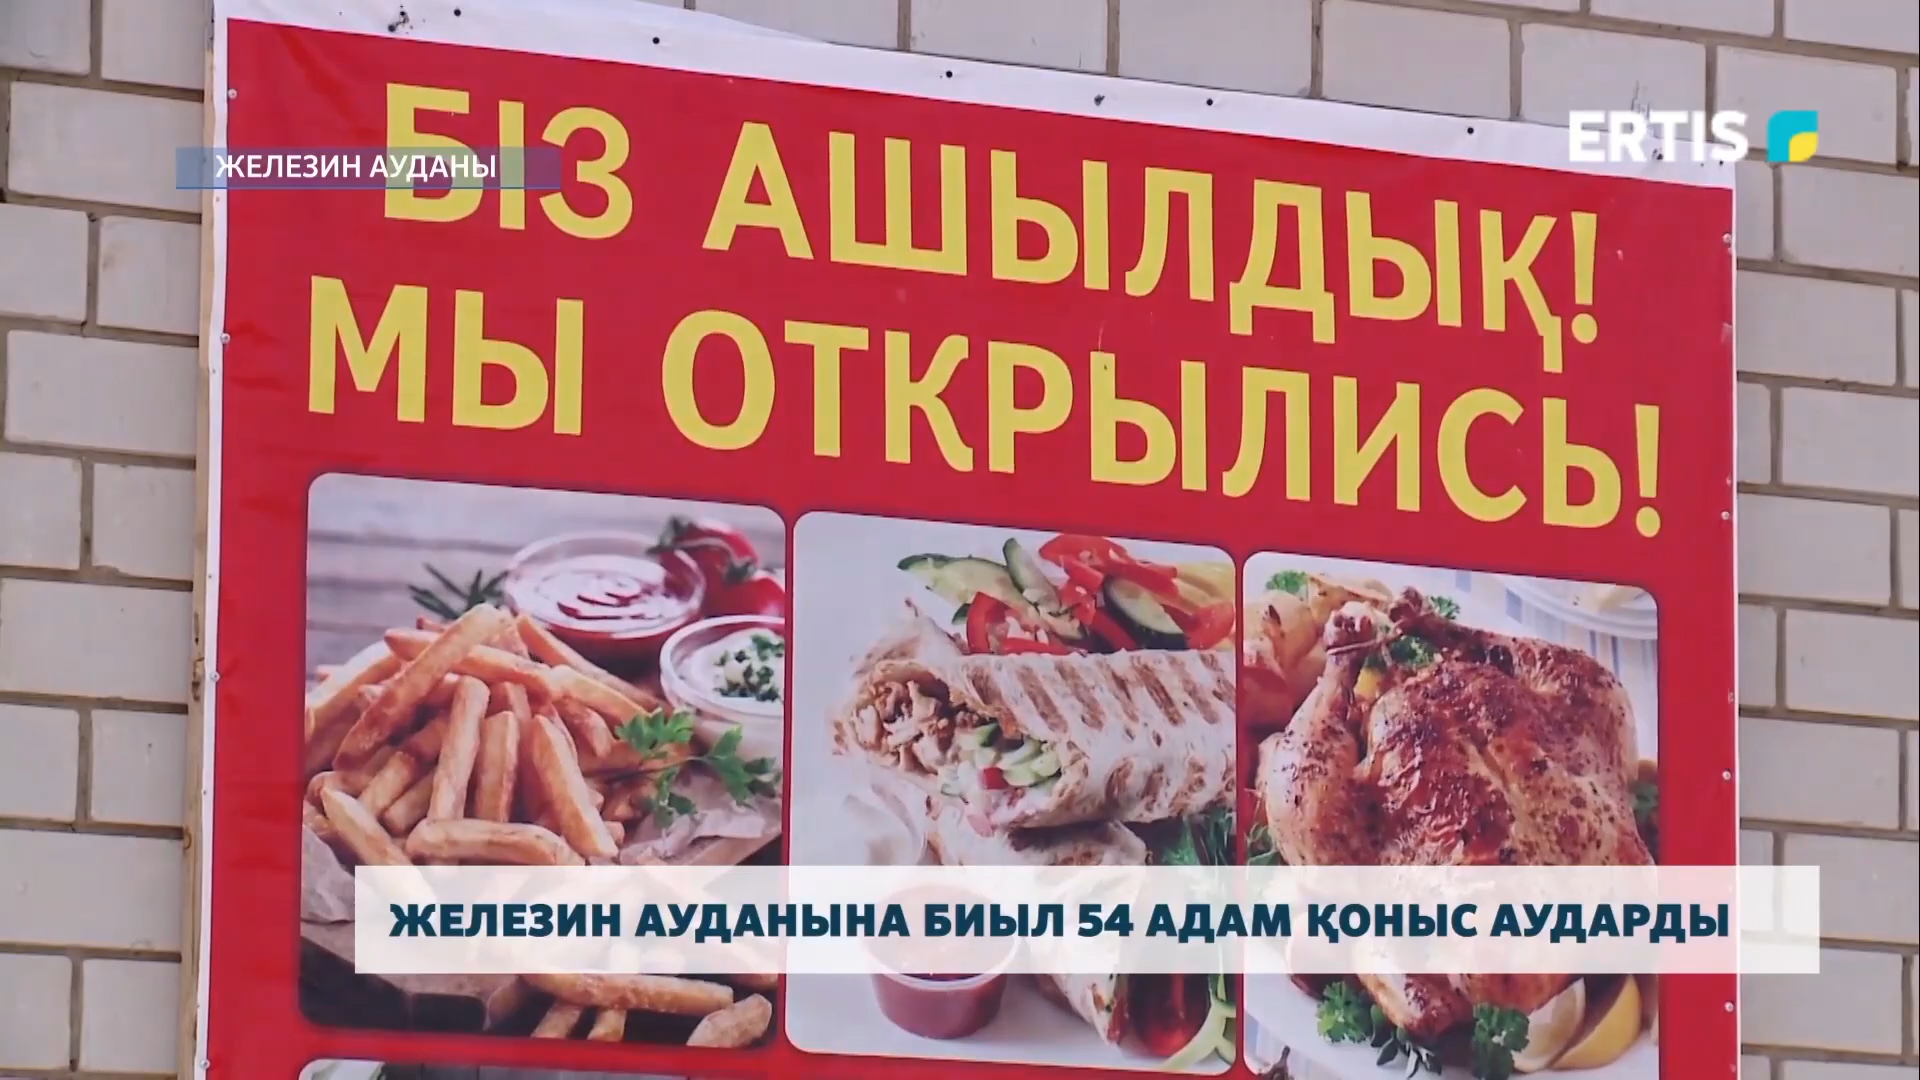 БІЗ АШЫЛДЫҚ!
МЫ ОТКРЫЛИСЬ!
ERTIS
ЖЕЛЕЗИН АУДАНЫ
ЖЕЛЕЗИН АУДАНЫНА БИЫЛ 54 АДАМ ҚОНЫС АУДАРДЫ